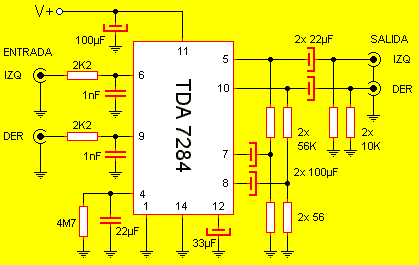 V+
100µF
11
2x 22µF
SALIDA
ENTRADA
IZQ
2K2
6
1nF
5
IZQ
10
DER
TDA 7284
DER
2K2
9
1nF
7
2x
56K
2x
10K
8
2x 100µF
4
4M7
22µF
1
14
12
33µF
2x 56